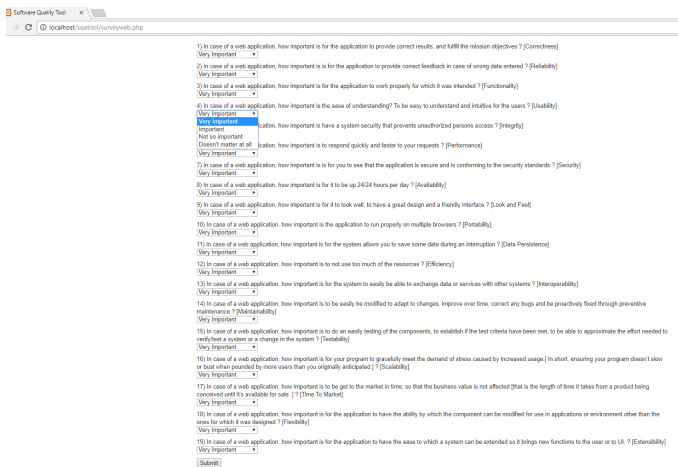 Software Quality Tool
localhost/sqatool/surveyweb.php
1) In case of a web application, how important is for the application to provide correct results, and fulfill the mission objectives ? [Correctness]
Very Important
2) In case of a web application, how important is is for the application to provide correct feedback in case of wrong data entered ? [Reliability]
Very Important
3) In case of a web application, how important is for the application to work properly for which it was intended ? [Functionality]
Very Important
4) In case of a web application, how important is the ease of understanding? To be easy to understand and intuitive for the users ? [Usability]
Very Important
Very Important
ication, how important is have a system security that prevents unauthorized persons access ? [Integrity]
Important
Not so important
Doesn't matter at all
ication, how important is to respond quickly and faster to your requests ? [Performance]
Very Important
7) In case of a web application, how important is is for you to see that the application is secure and is conforming to the security standards ? [Security]
Very Important
8) In case of a web application, how important is for it to be up 24/24 hours per day ? [Availability]
Very Important
9) In case of a web application, how important is for it to look well, to have a great design and a friendly interface ? [Look and Feel]
Very Important
10) In case of a web application, how important is the application to run properly on multiple browsers ? [Portability]
Very Important
11) In case of a web application, how important is for the system allows you to save some data during an interruption ? [Data Persistence]
Very Important
12) In case of a web application, how important is to not use too much of the resources ? [Efficiency]
Very Important
13) In case of a web application, how important is for the system to easily be able to exchange data or services with other systems ? [Interoperability]
Very Important
14) In case of a web application, how important is to be easily be modified to adapt to changes, improve over time, correct any bugs and be proactively fixed through preventive
maintenance ? [Maintainability]
Very Important
15) In case of a web application, how important is to do an easily testing of the components, to establish if the test criteria have been met, to be able to approximate the effort needed to
verify/test a system or a change in the system ? [Testability]
Very Important
16) In case of a web application, how important is for your program to gracefully meet the demand of stress caused by increased usage.[ In short, ensuring your program doesn't slow
or bust when pounded by more users than you originally anticipated.] ? [Scalability]
Very Important
17) In case of a web application, how important is to be get to the market in time, so that the business value is not affected [that is the length of time it takes from a product being
conceived until it's available for sale. ] ? [Time To Market]
Very Important
18) In case of a web application, how important is for the application to have the ability by which the component can be modified for use in applications or environment other than the
ones for which it was designed ? [Flexibility]
Very Important
19) In case of a web application, how important is for the application to have the ease to which a system can be extended so it brings new functions to the user or to UI. ? [Extensibility]
Very Important
Submit